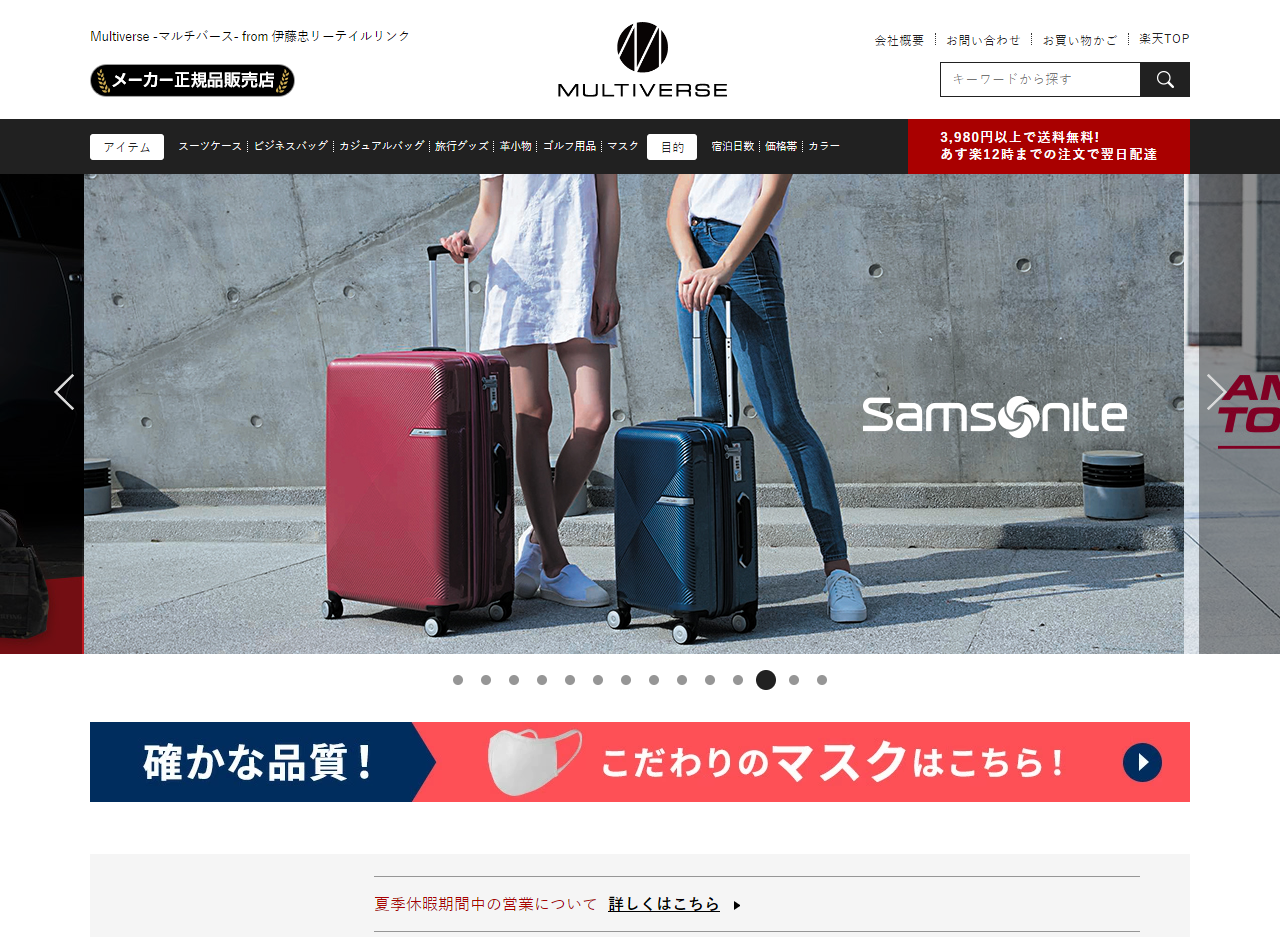 Multiverse -マルチバース- from 伊藤忠リーテイルリンク
メーカー正規品販売店
MULTIVERSE
会社概要 お問い合わせ お買い物かご 楽天TOP
キーワードから探す
アイテム スーツケース ビジネスバッグ カジュアルバッグ 旅行グッズ 革小物 ゴルフ用品 マスク 目的 宿泊日数 価格帯 カラー
3,980円以上で送料無料!
あす楽12時までの注文で翌日配達
Samsonite
確かな品質! こだわりのマスクはこちら!
夏季休暇期間中の営業について 詳しくはこちら